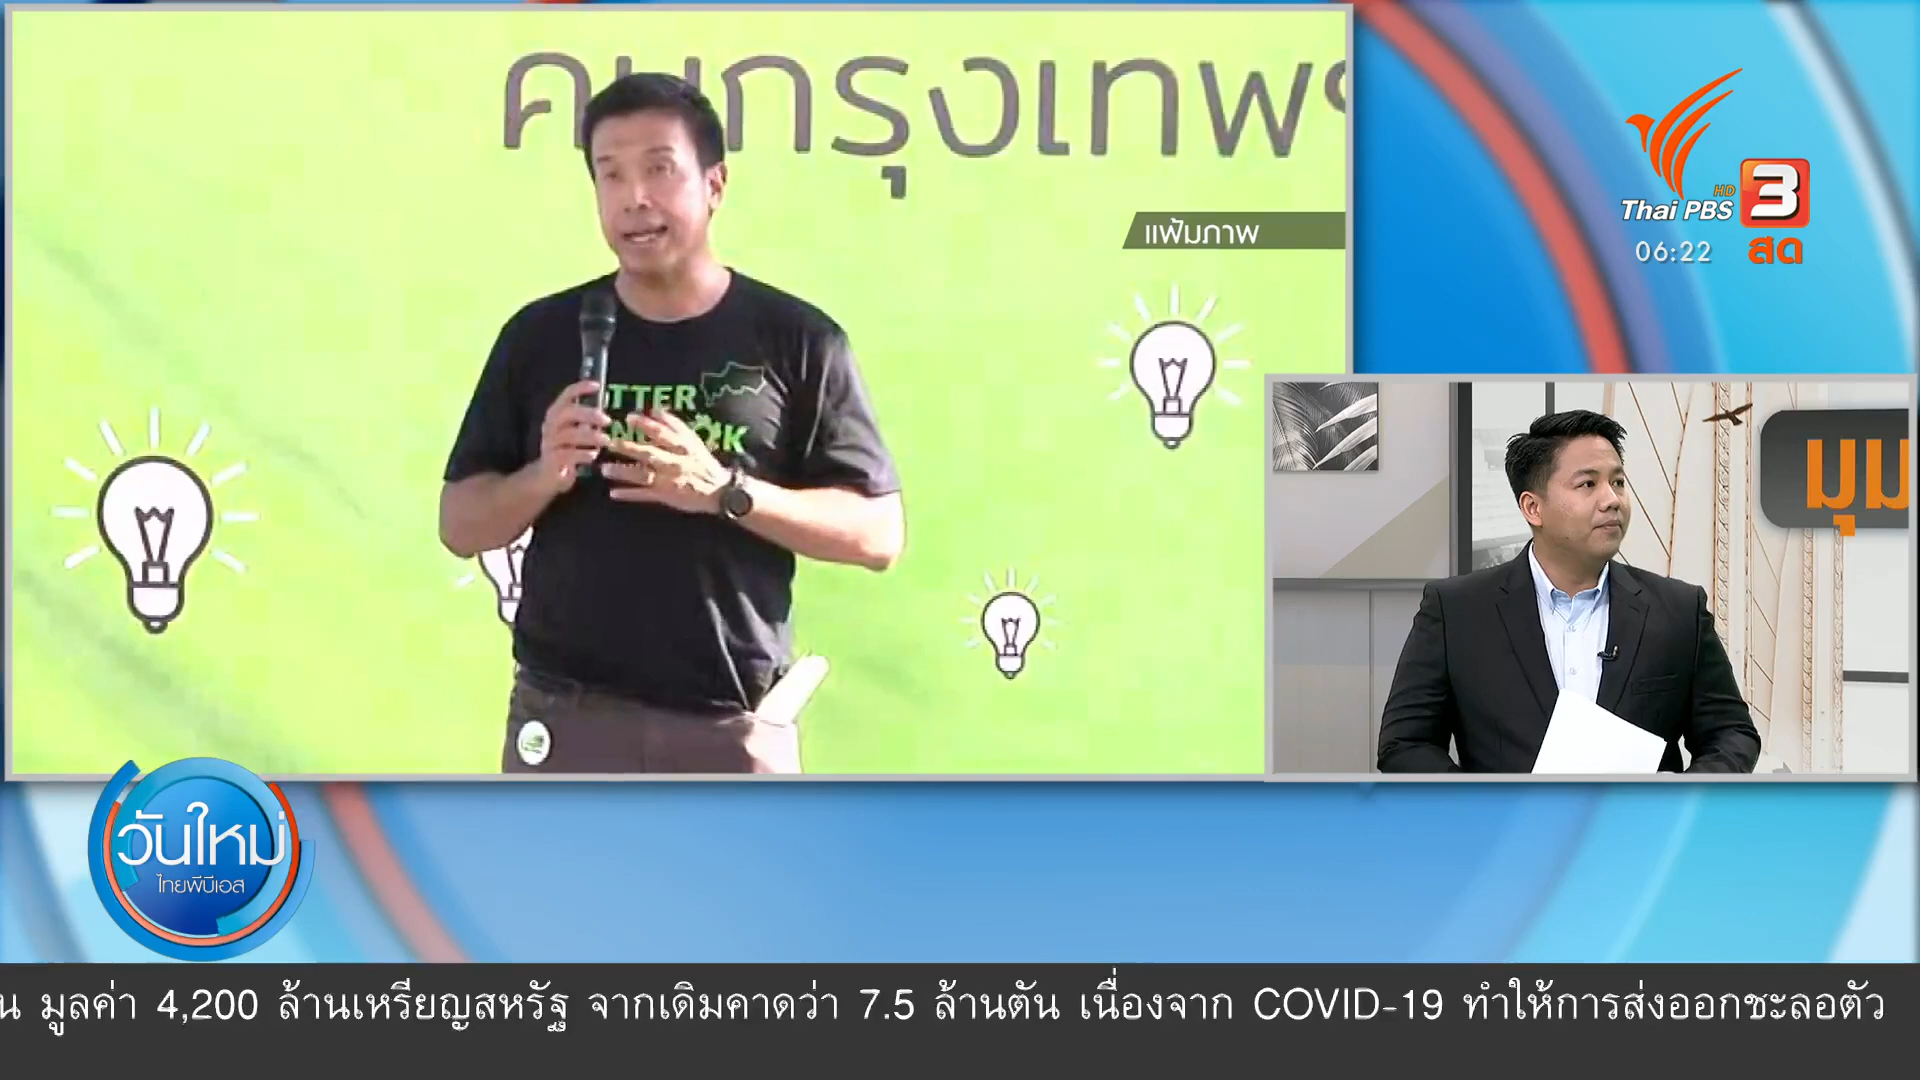 คนกรุงเทพฯ
แฟ้มภาพ
HD
Thai PBS 3
06:22 สด
มุม
วันใหม่
ไทยพีบีเอส
น มูลค่า 4,200 ล้านเหรียญสหรัฐ จากเดิมคาดว่า 7.5 ล้านตัน เนื่องจาก COVID-19 ทำให้การส่งออกชะลอตัว